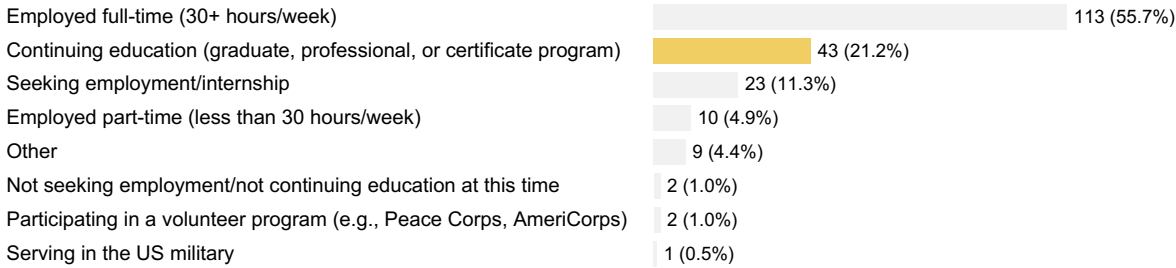 Employed full-time (30+ hours/week) 113 (55.7%)
Continuing education (graduate, professional, or certificate program) 43 (21.2%)
Seeking employment/internship 23 (11.3%)
Employed part-time (less than 30 hours/week) 10 (4.9%)
Other 9 (4.4%)
Not seeking employment/not continuing education at this time 2 (1.0%)
Participating in a volunteer program (e.g., Peace Corps, AmeriCorps) 2 (1.0%)
Serving in the US military 1 (0.5%)